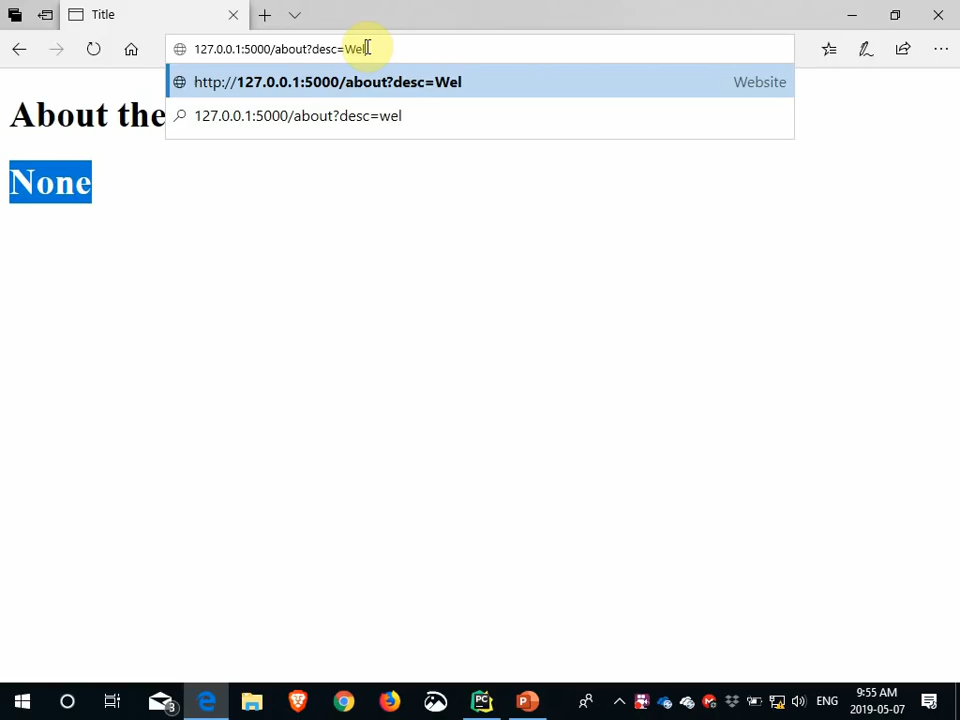 Title
127.0.0.1:5000/about?desc=Wel
http://127.0.0.1:5000/about?desc=Wel Website
127.0.0.1:5000/about?desc=wel
About the
None
3
ENG
9:55 AM
2019-05-07